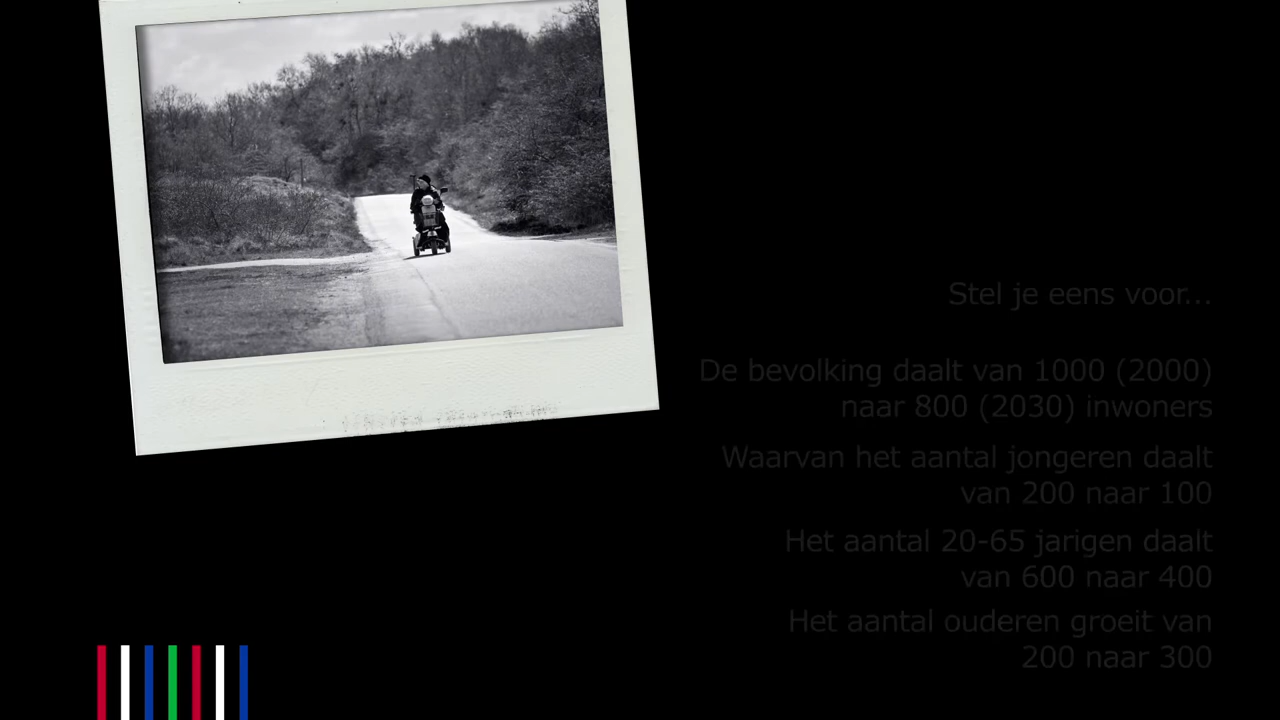 Stel je eens voor...
De bevolking daalt van 1000 (2000)
naar 800 (2030) inwoners
Waarvan het aantal jongeren daalt
van 200 naar 100
Het aantal 20-65 jarigen daalt
van 600 naar 400
Het aantal ouderen groeit van
200 naar 300